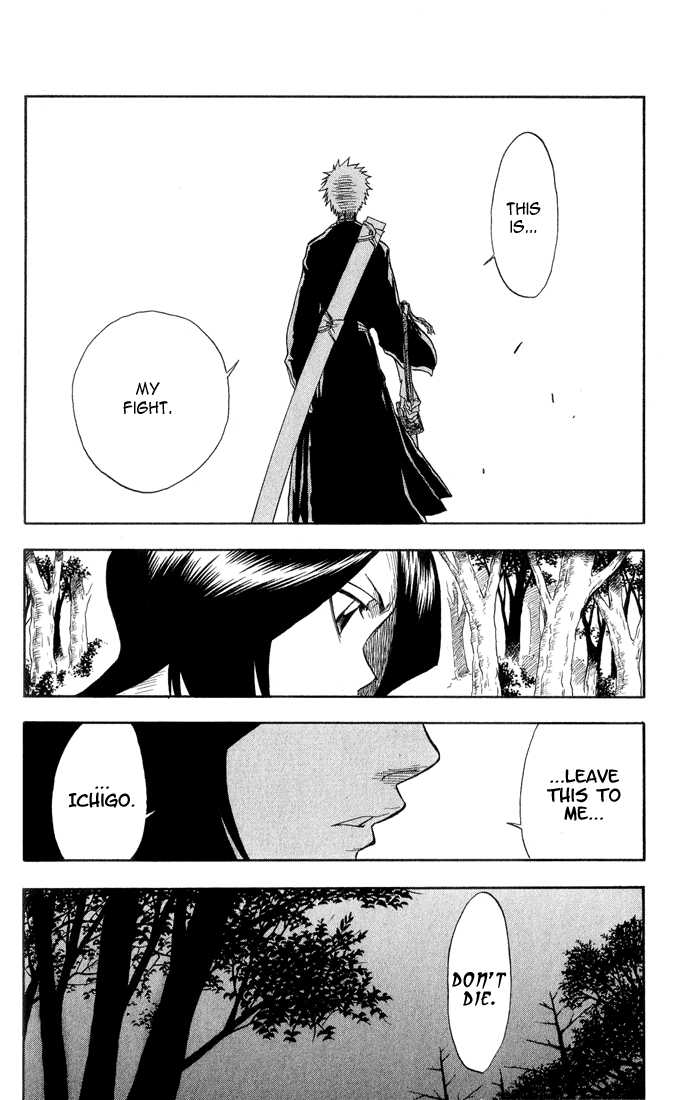 THIS
IS...
MY
FIGHT.
...LEAVE
THIS TO
ME...
...
ICHIGO.
DON'T
DIE.